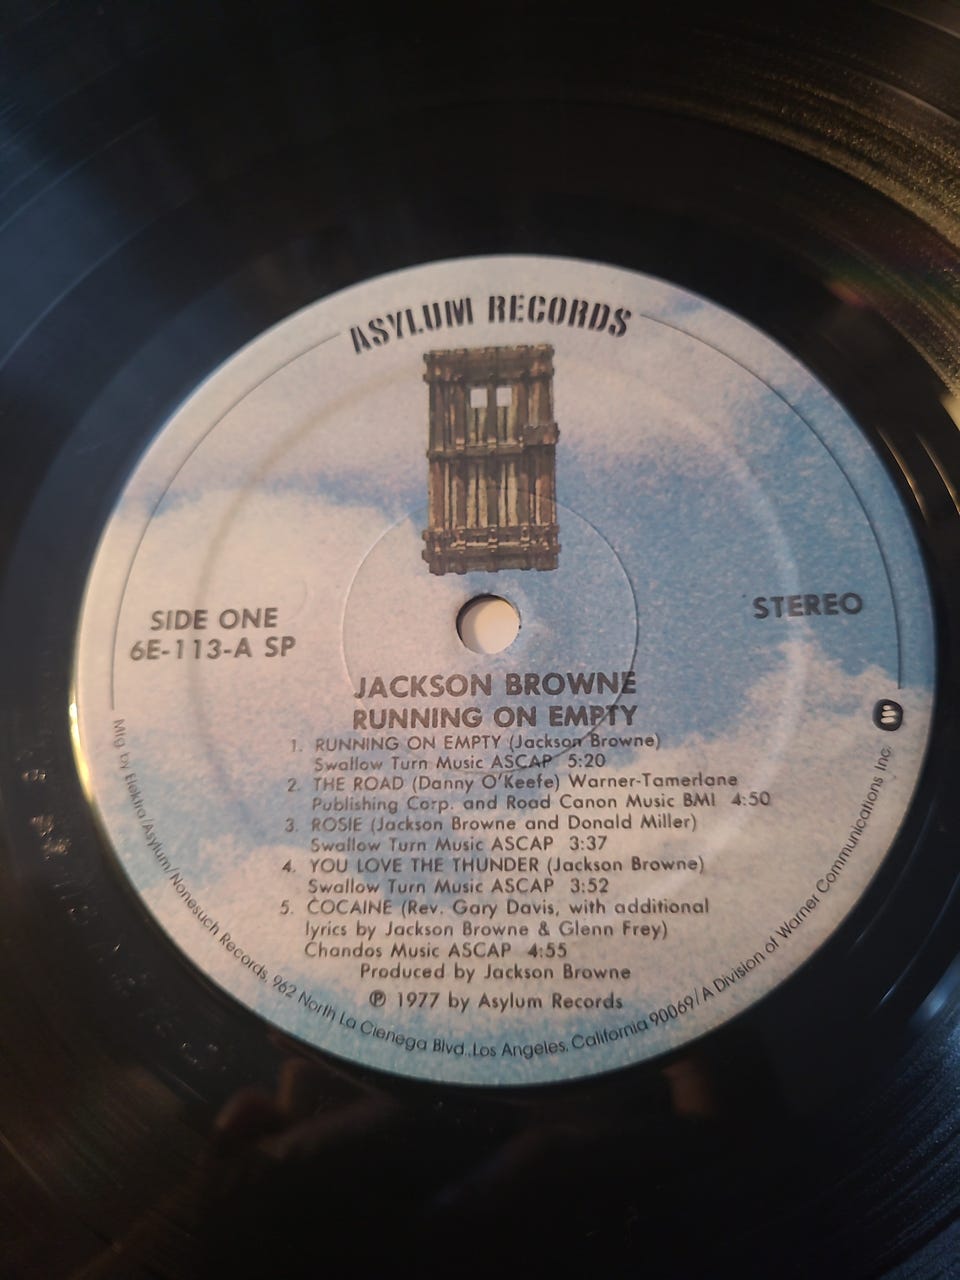 ASYLUM RECORDS
SIDE ONE
6E-113-A SP
STEREO
JACKSON BROWNE
RUNNING ON EMPTY
1. RUNNING ON EMPTY (Jackson Browne)
Swallow Turn Music ASCAP 5:20
2. THE ROAD (Danny O'Keefe) Warner-Tamerlane
Publishing Corp. and Road Canon Music BMI 4:50
3. ROSIE (Jackson Browne and Donald Miller)
Swallow Turn Music ASCAP 3:37
4. YOU LOVE THE THUNDER (Jackson Browne)
Swallow Turn Music ASCAP 3:52
5. COCAINE (Rev. Gary Davis, with additional
lyrics by Jackson Browne & Glenn Frey)
Chandos Music ASCAP 4:55
Produced by Jackson Browne
℗ 1977 by Asylum Records
Mfg. by Elektra/Asylum/Nonesuch Records, 962 North La Cienega Blvd., Los Angeles, California 90069/A Division of Warner Communications Inc.